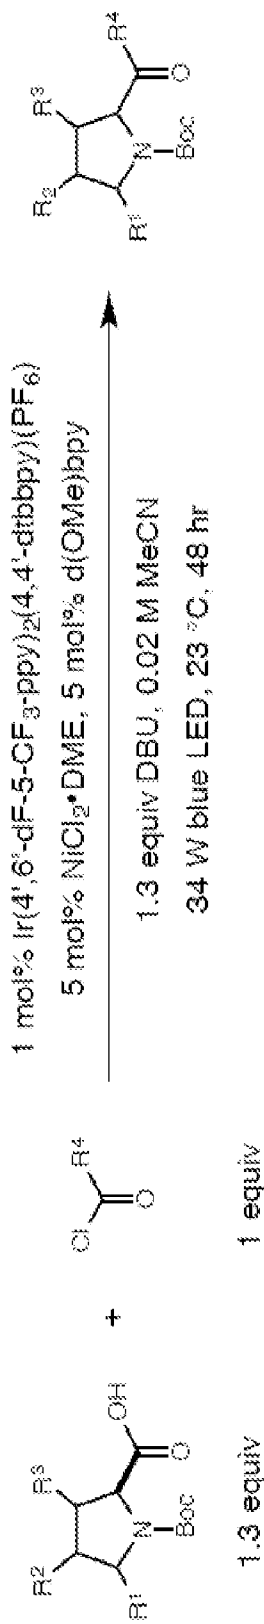 R² R³ OH O N R¹ Boc
1.3 equiv
+
Cl R⁴ O
1 equiv
1 mol% Ir(4',6'-dF-5-CF₃-ppy)₂(4,4'-dtbbpy)(PF₆)
5 mol% NiCl₂•DME, 5 mol% d(OMe)bpy
1.3 equiv DBU, 0.02 M MeCN
34 W blue LED, 23 °C, 48 hr
R₂ R³ R⁴ O N R¹ Boc